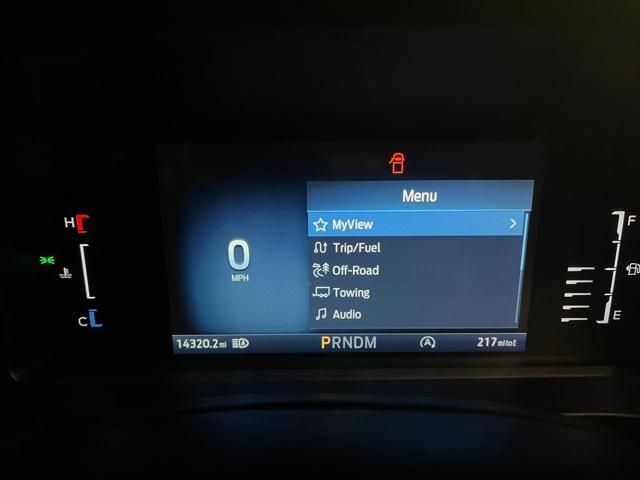 Menu
H
MyView
F
Trip/Fuel
0
MPH
Off-Road
Towing
C
Audio
E
14320.2 mi
A
PRNDM
A
217 mi to E